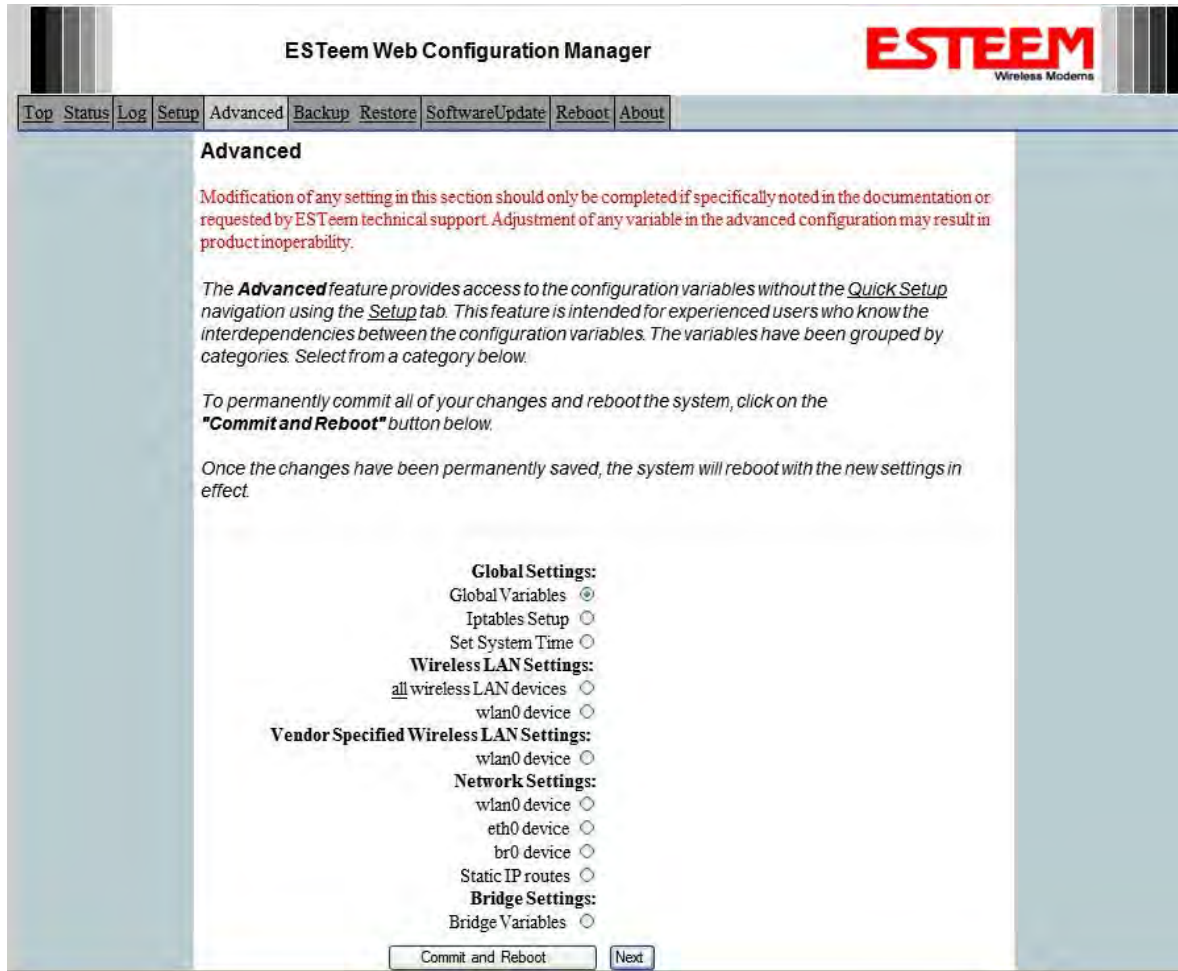 ESTeem Web Configuration Manager
ESTEEM
Wireless Modems
Top Status Log Setup Advanced Backup Restore SoftwareUpdate Reboot About
Advanced
Modification of any setting in this section should only be completed if specifically noted in the documentation or
requested by ESTeem technical support. Adjustment of any variable in the advanced configuration may result in
product inoperability.
The Advanced feature provides access to the configuration variables without the Quick Setup
navigation using the Setup tab. This feature is intended for experienced users who know the
interdependencies between the configuration variables. The variables have been grouped by
categories. Select from a category below.
To permanently commit all of your changes and reboot the system, click on the
"Commit and Reboot" button below.
Once the changes have been permanently saved, the system will reboot with the new settings in
effect.
Global Settings:
Global Variables
Iptables Setup
Set System Time
Wireless LAN Settings:
all wireless LAN devices
wlan0 device
Vendor Specified Wireless LAN Settings:
wlan0 device
Network Settings:
wlan0 device
eth0 device
br0 device
Static IP routes
Bridge Settings:
Bridge Variables
Commit and Reboot Next